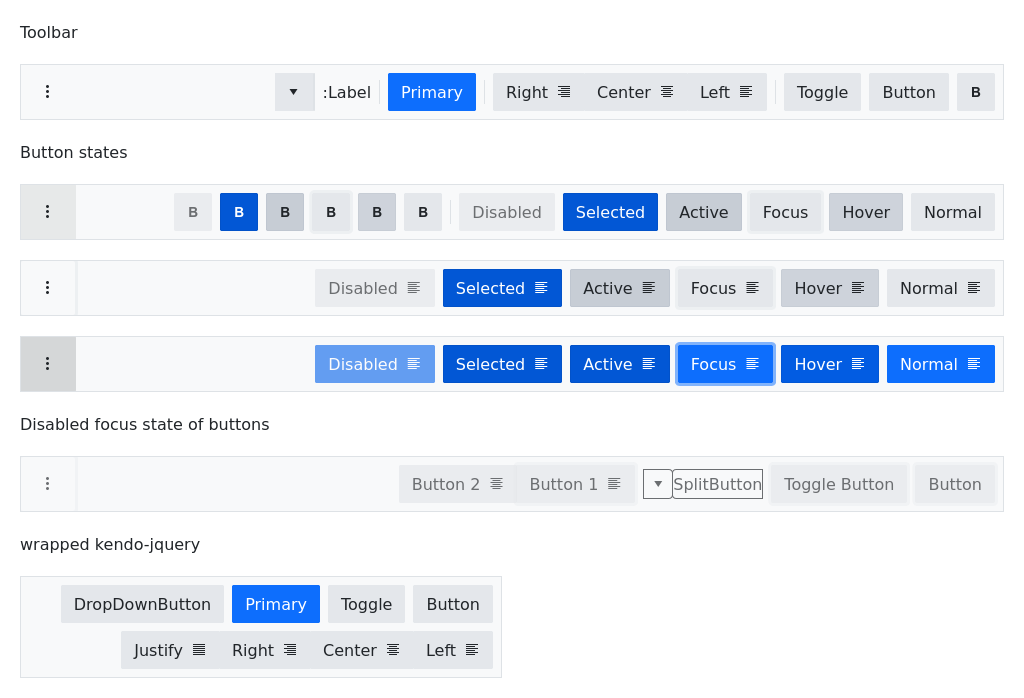 Toolbar
:Label Primary Right Center Left Toggle Button B
Button states
B B B B B B Disabled Selected Active Focus Hover Normal
Disabled Selected Active Focus Hover Normal
Disabled Selected Active Focus Hover Normal
Disabled focus state of buttons
Button 2 Button 1 SplitButton Toggle Button Button
wrapped kendo-jquery
DropDownButton Primary Toggle Button
Justify Right Center Left